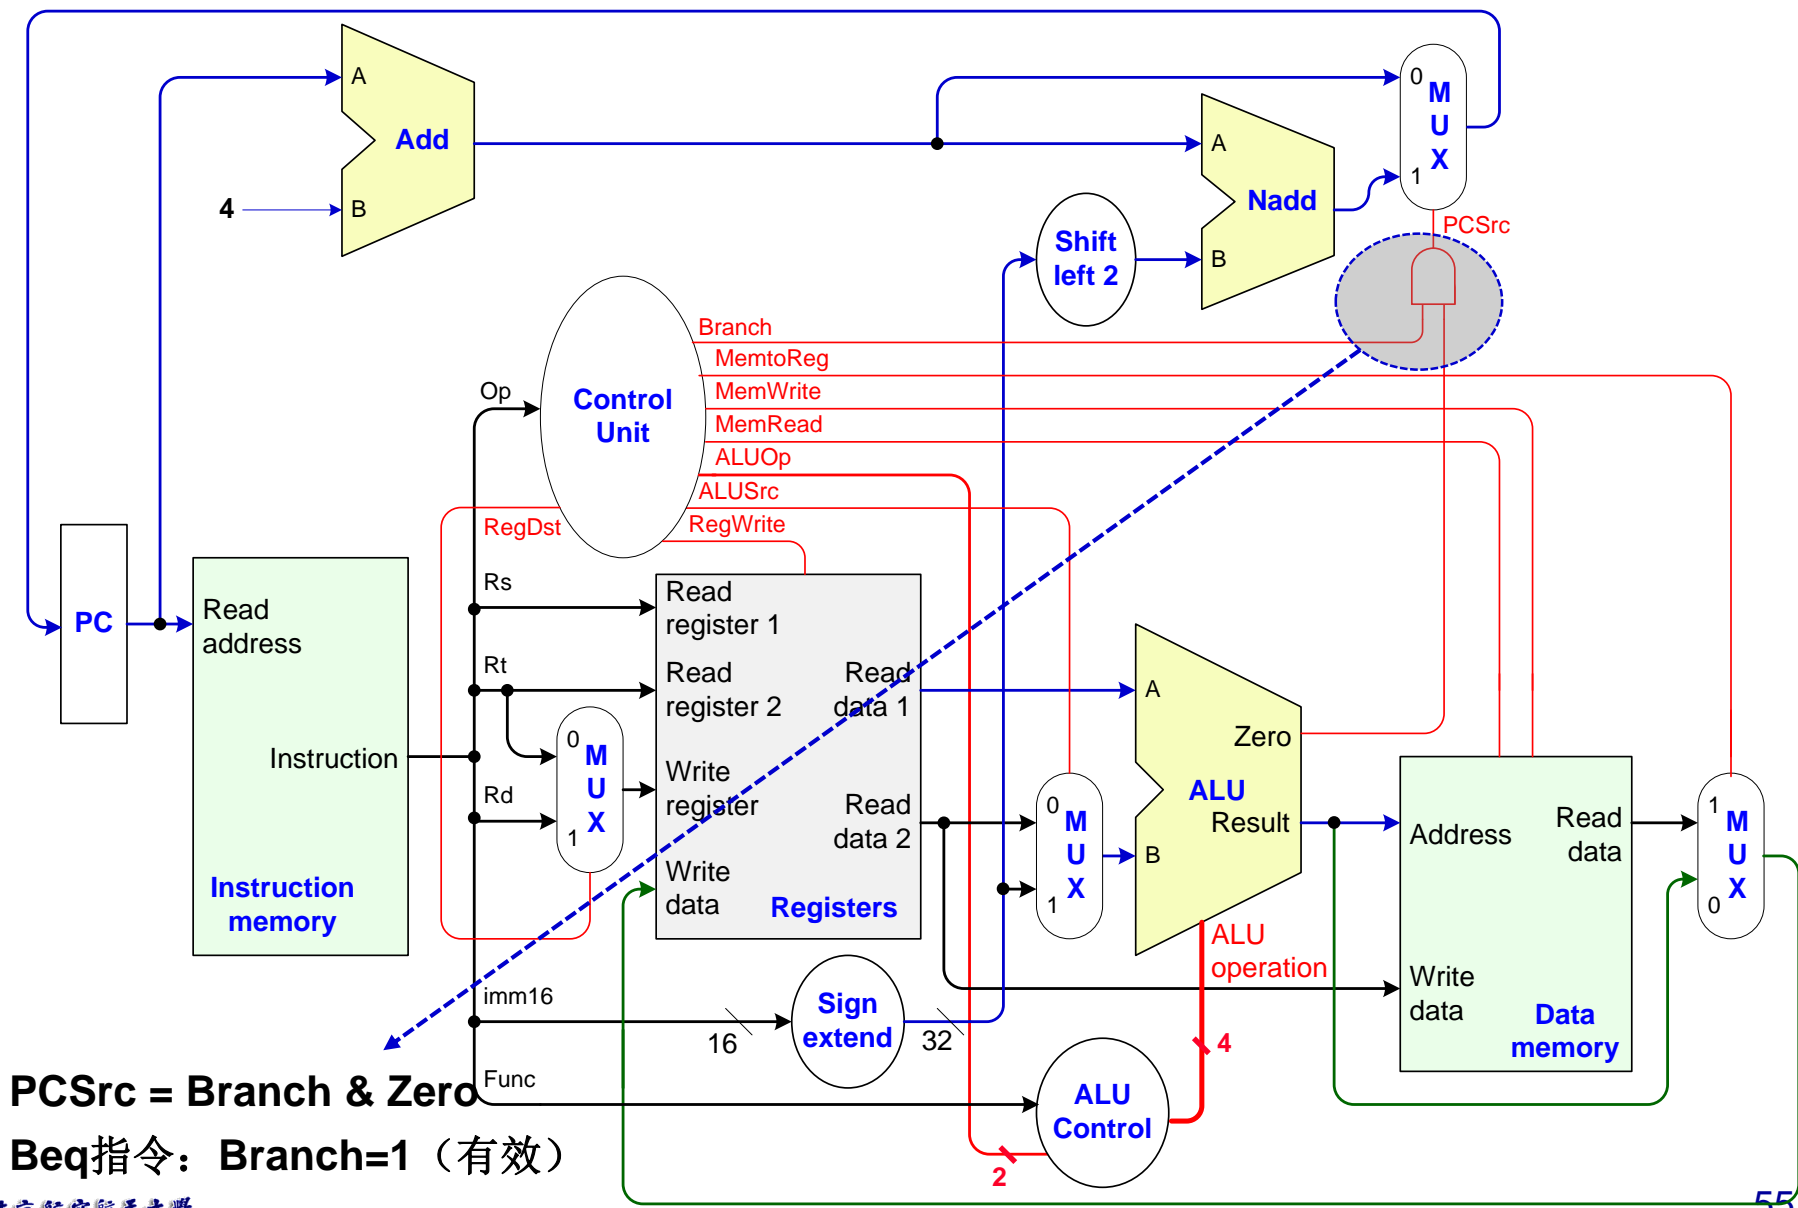 A
Add
4
B
0
M
U
X
1
A
Nadd
B
Shift
left 2
PCSrc
Branch
MemtoReg
MemWrite
MemRead
ALUOp
ALUSrc
RegWrite
RegDst
Op
Control
Unit
PC
Read
address
Instruction
Instruction
memory
Rs
Rt
Rd
0
M
U
X
1
Read
register 1
Read
register 2
Write
register
Write
data
Read
data 1
Read
data 2
Registers
0
M
U
X
1
A
Zero
ALU
Result
B
ALU
operation
Address
Read
data
Write
data
Data
memory
1
M
U
X
0
imm16
16
Sign
extend
32
4
Func
ALU
Control
2
PCSrc = Branch & Zero
Beq指令：Branch=1（有效）
55